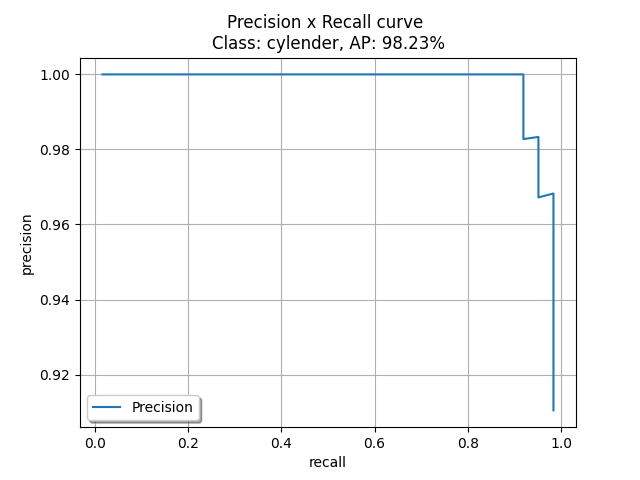 Precision x Recall curve
Class: cylender, AP: 98.23%
1.00
0.98
0.96
0.94
0.92
precision
Precision
0.0 0.2 0.4 0.6 0.8 1.0
recall